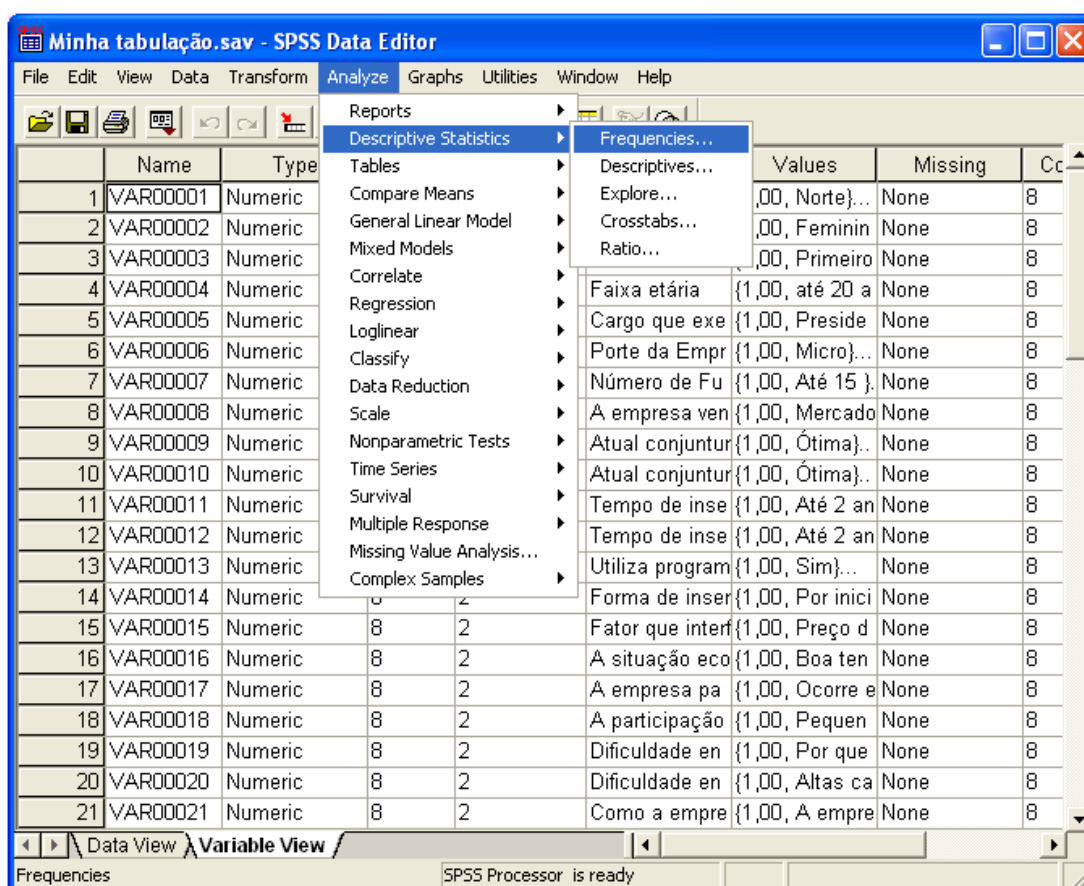 Minha tabulação.sav - SPSS Data Editor
File Edit View Data Transform Analyze Graphs Utilities Window Help
Reports
Descriptive Statistics
Tables
Compare Means
General Linear Model
Mixed Models
Correlate
Regression
Loglinear
Classify
Data Reduction
Scale
Nonparametric Tests
Time Series
Survival
Multiple Response
Missing Value Analysis...
Complex Samples
Frequencies...
Descriptives...
Explore...
Crosstabs...
Ratio...
Name Type Values Missing
1 VAR00001 Numeric ,00, Norte}... None 8
2 VAR00002 Numeric ,00, Feminin None 8
3 VAR00003 Numeric ,00, Primeiro None 8
4 VAR00004 Numeric Faixa etária {1,00, até 20 a None 8
5 VAR00005 Numeric Cargo que exe {1,00, Preside None 8
6 VAR00006 Numeric Porte da Empr {1,00, Micro}... None 8
7 VAR00007 Numeric Número de Fu {1,00, Até 15 }. None 8
8 VAR00008 Numeric A empresa ven {1,00, Mercado None 8
9 VAR00009 Numeric Atual conjuntur {1,00, Ótima}.. None 8
10 VAR00010 Numeric Atual conjuntur {1,00, Ótima}.. None 8
11 VAR00011 Numeric Tempo de inse {1,00, Até 2 an None 8
12 VAR00012 Numeric Tempo de inse {1,00, Até 2 an None 8
13 VAR00013 Numeric Utiliza program {1,00, Sim}... None 8
14 VAR00014 Numeric 8 2 Forma de inser {1,00, Por inici None 8
15 VAR00015 Numeric 8 2 Fator que interf {1,00, Preço d None 8
16 VAR00016 Numeric 8 2 A situação eco {1,00, Boa ten None 8
17 VAR00017 Numeric 8 2 A empresa pa {1,00, Ocorre e None 8
18 VAR00018 Numeric 8 2 A participação {1,00, Pequen None 8
19 VAR00019 Numeric 8 2 Dificuldade en {1,00, Por que None 8
20 VAR00020 Numeric 8 2 Dificuldade en {1,00, Altas ca None 8
21 VAR00021 Numeric 8 2 Como a empre {1,00, A empre None 8
Data View Variable View
Frequencies SPSS Processor is ready